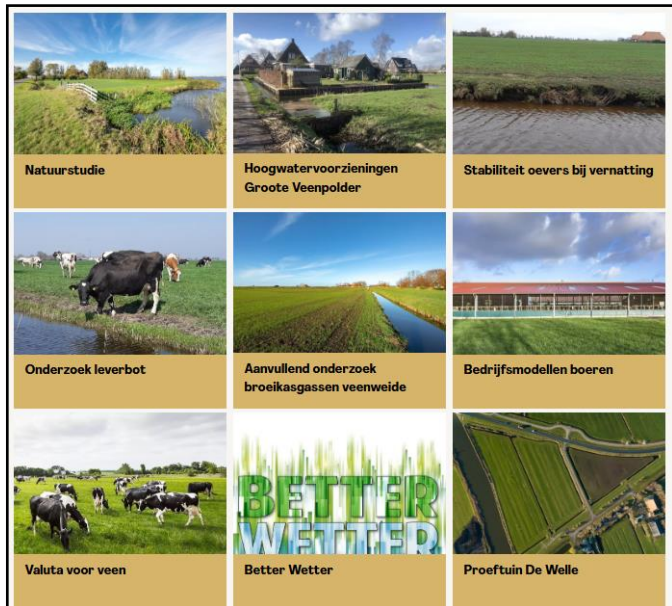 Natuurstudie
Hoogwatervoorzieningen
Groote Veenpolder
Stabiliteit oevers bij vernatting
Onderzoek leverbot
Aanvullend onderzoek
broeikasgassen veenweide
Bedrijfsmodellen boeren
BETTER
WETTER
Valuta voor veen
Better Wetter
Proeftuin De Welle